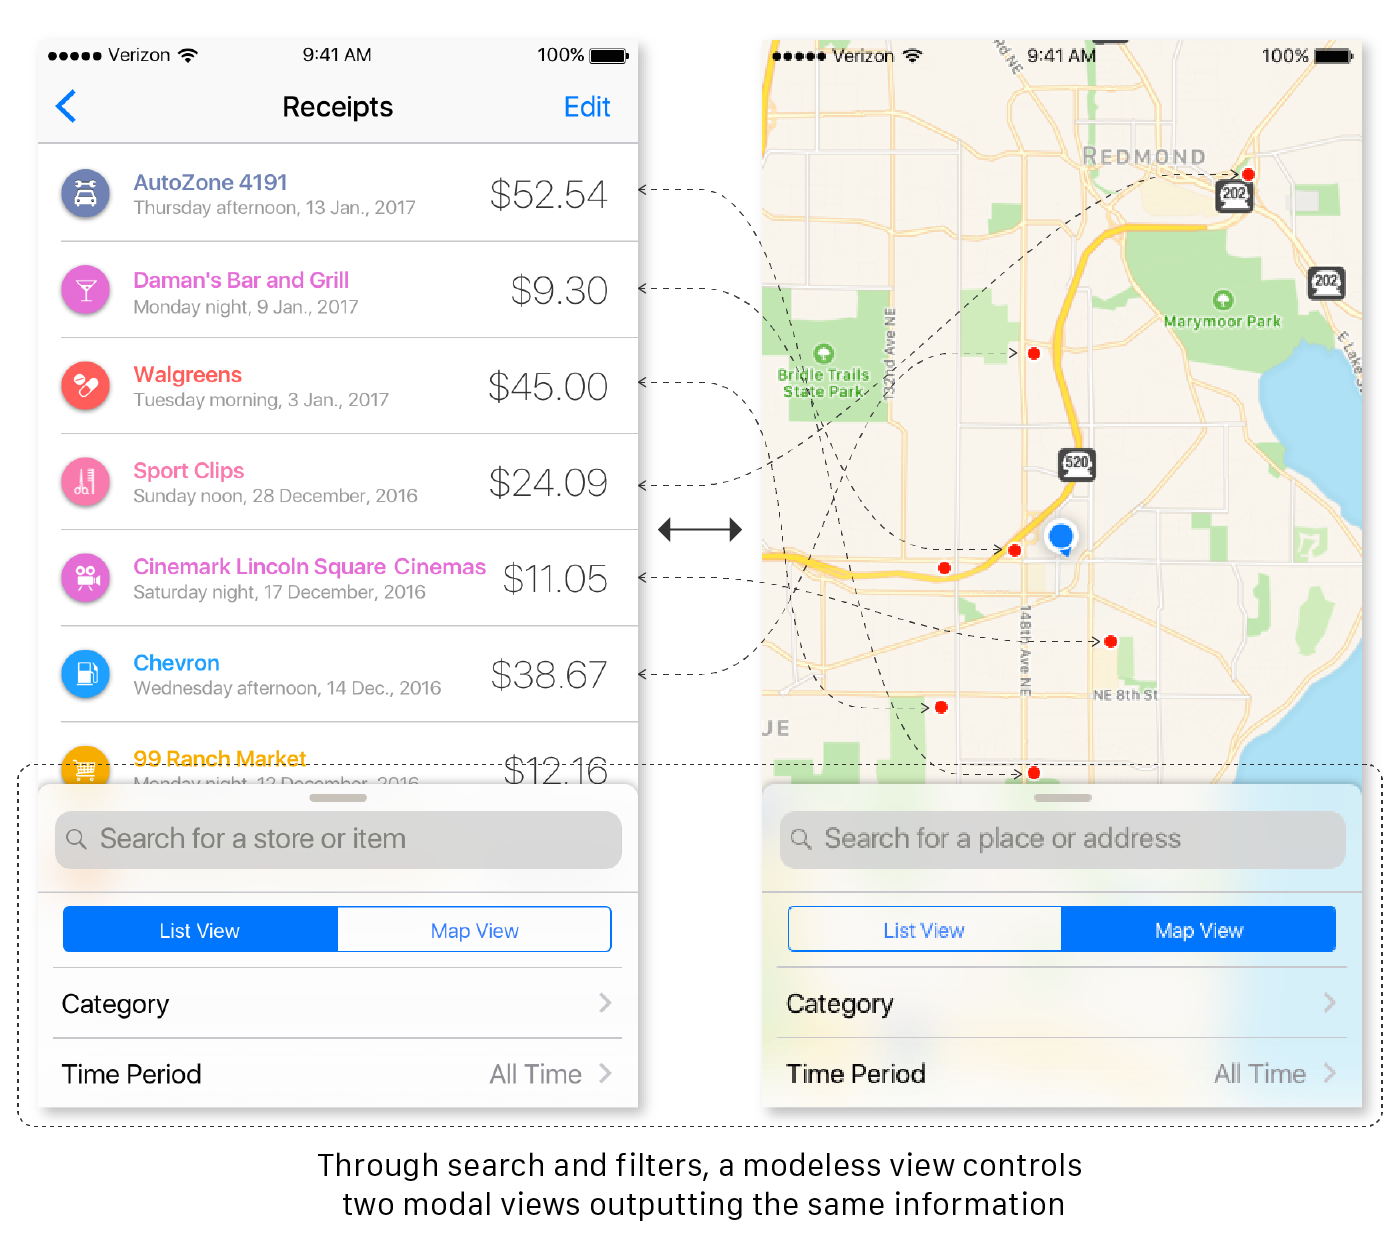 Verizon 9:41 AM 100%
Receipts Edit
AutoZone 4191
Thursday afternoon, 13 Jan., 2017
$52.54
Daman's Bar and Grill
Monday night, 9 Jan., 2017
$9.30
Walgreens
Tuesday morning, 3 Jan., 2017
$45.00
Sport Clips
Sunday noon, 28 December, 2016
$24.09
Cinemark Lincoln Square Cinemas
Saturday night, 17 December, 2016
$11.05
Chevron
Wednesday afternoon, 14 Dec., 2016
$38.67
99 Ranch Market
Monday night, 12 December, 2016
$12.16
Search for a store or item
List View Map View
Category
Time Period All Time
Verizon 9:41 AM 100%
Rd NE
REDMOND
202
202
Marymoor Park
E Lake S
132nd Ave NE
Bridle Trails
State Park
520
148th Ave NE
NE 8th St
UE
Search for a place or address
List View Map View
Category
Time Period All Time
Through search and filters, a modeless view controls
two modal views outputting the same information